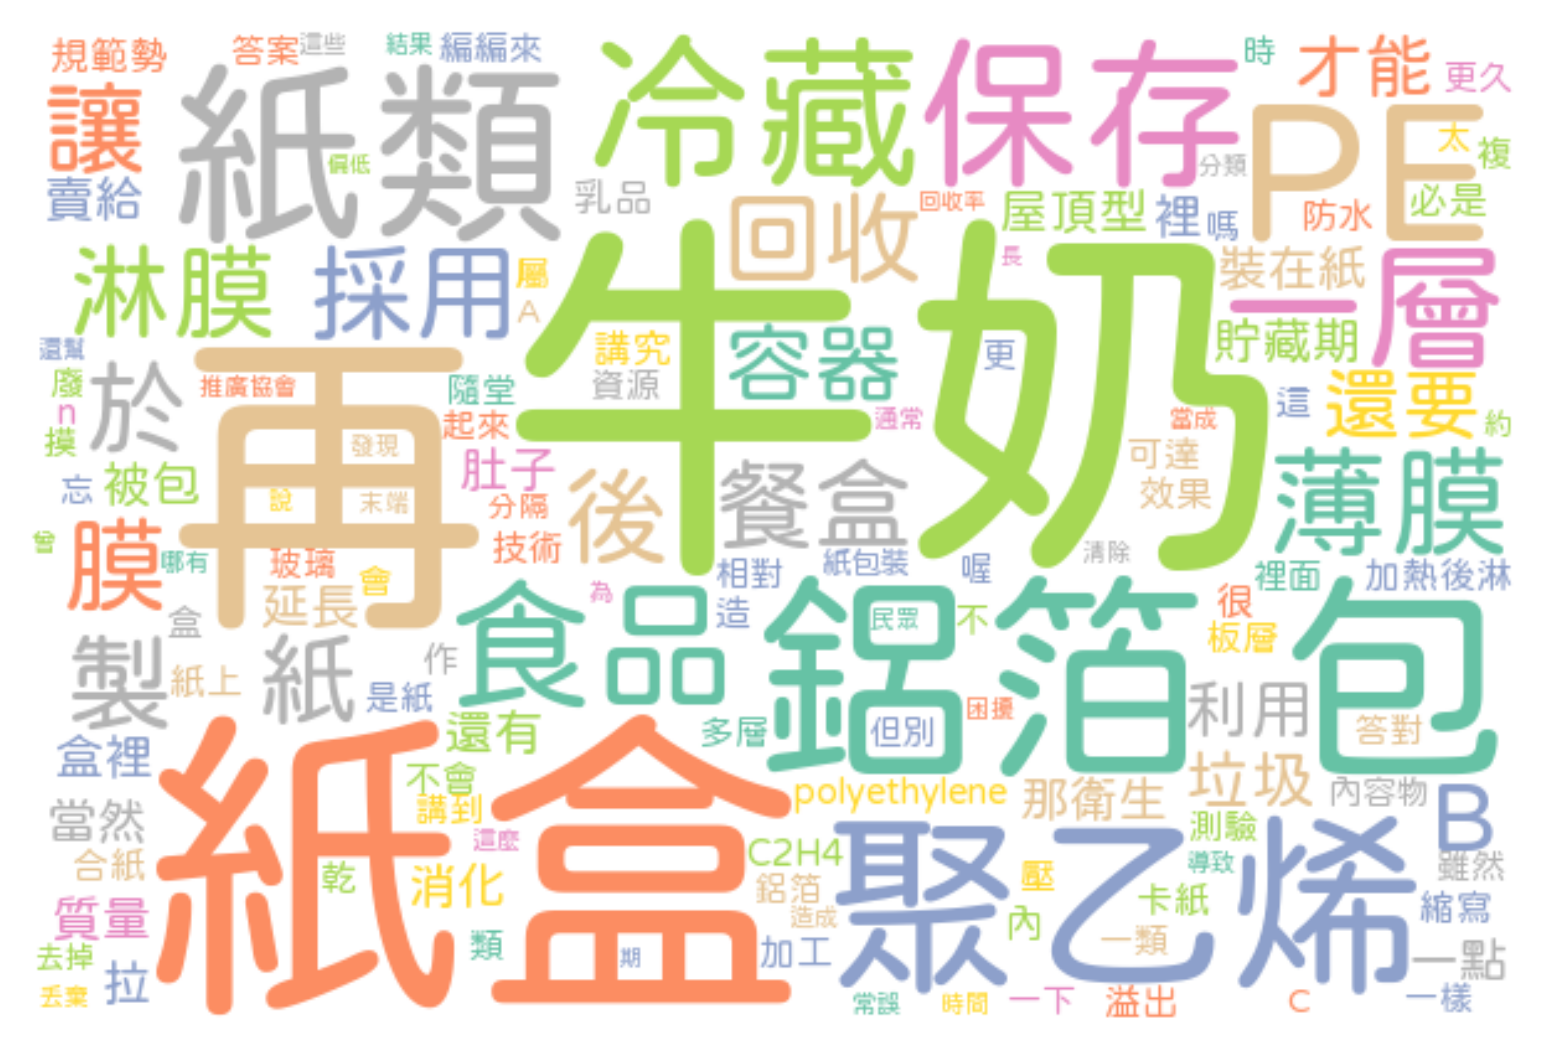 規範勢
答案
這些
結果
編編來
冷藏
保存
時
才能
更久
讓
紙類
偏低
乳品
分類
PE
太
複
賣給
回收
回收率
屋頂型
裡
嗎
防水
必是
淋膜
採用
屬
A
牛奶
長
裝在紙
一層
貯藏期
還幫
廢
n
摸
於
推廣協會
再
發現
說
末端
隨堂
起來
講究
資源
容器
通常
更
當成
這
還要
約
忘
被包
肚子
分隔
技術
後
餐盒
可達
效果
薄膜
曾
膜
哪有
玻璃
延長
會
相對
紙包裝
喔
清除
裡面
加熱後淋
盒
製
紙上
紙
作
是紙
為
食品
造
鋁箔包
民眾
不
很
板層
盒裡
還有
不會
講到
多層
但別
困擾
利用
答對
當然
合紙
紙盒
這麼
polyethylene
那衛生
垃圾
內容物
B
乾
消化
C2H4
鋁箔
造成
聚乙烯
壓
內
測驗
導致
卡紙
一類
雖然
縮寫
質量
去掉
丟棄
拉
類
期
加工
常誤
時間
一下
溢出
C
一點
一樣